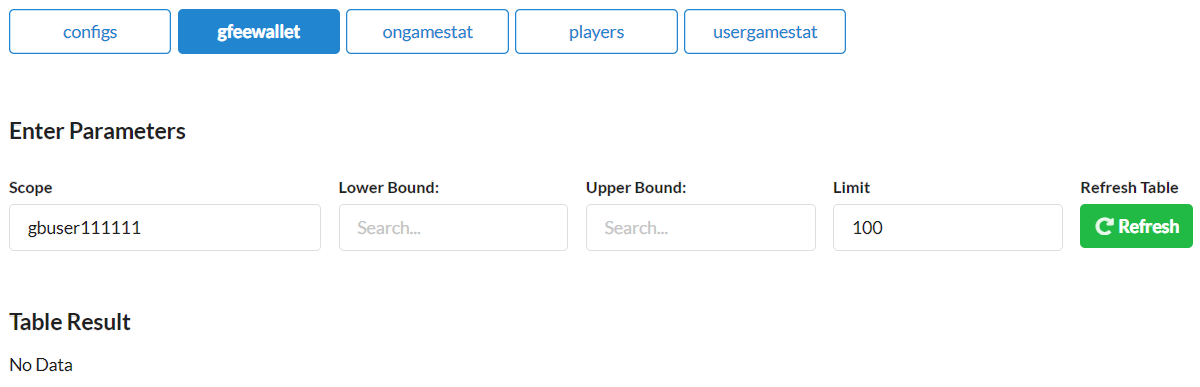 configs gfeewallet ongamestat players usergamestat
Enter Parameters
Scope Lower Bound: Upper Bound: Limit Refresh Table
gbuser111111 Search... Search... 100 Refresh
Table Result
No Data